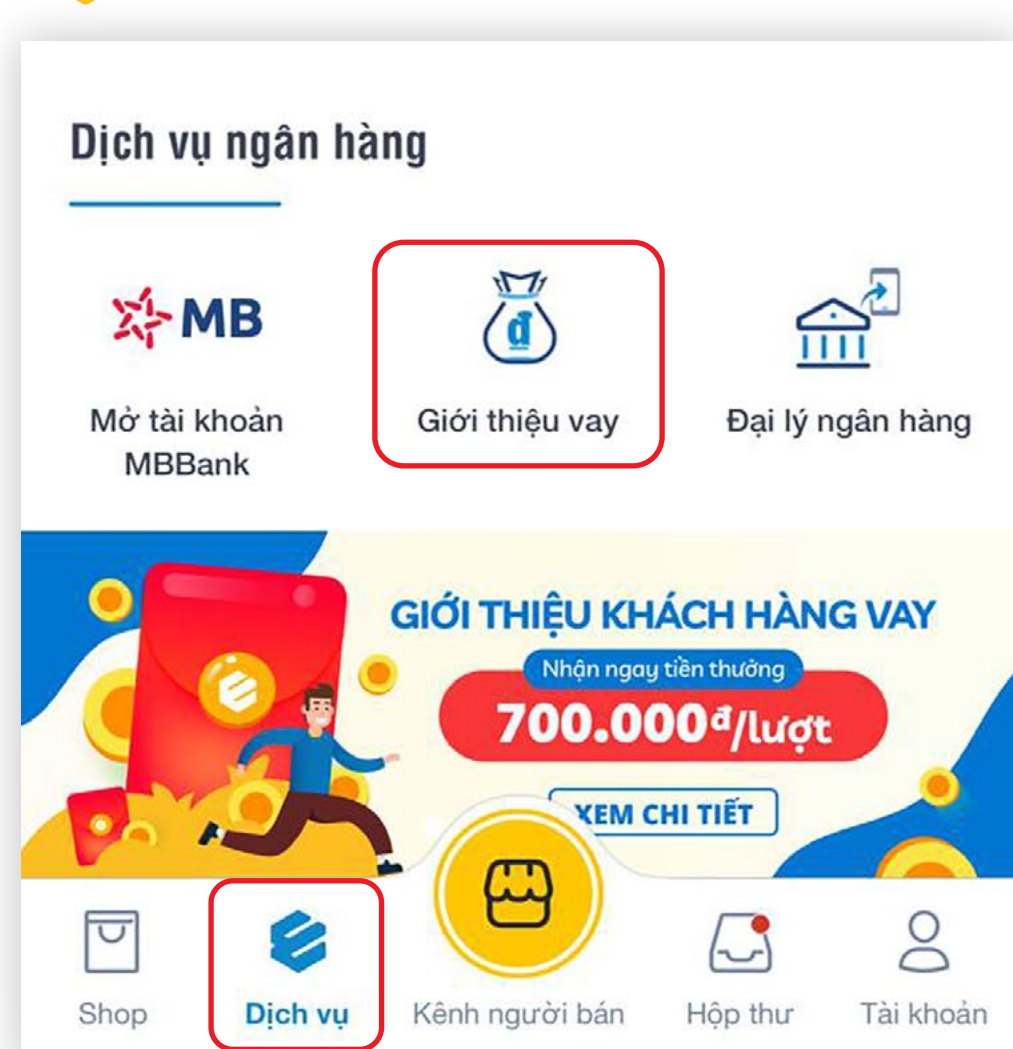 Dịch vụ ngân hàng
MB
đ
Mở tài khoản
MBBank
Giới thiệu vay
Đại lý ngân hàng
GIỚI THIỆU KHÁCH HÀNG VAY
Nhận ngay tiền thưởng
700.000đ/lượt
XEM CHI TIẾT
Shop
Dịch vụ
Kênh người bán
Hộp thư
Tài khoản